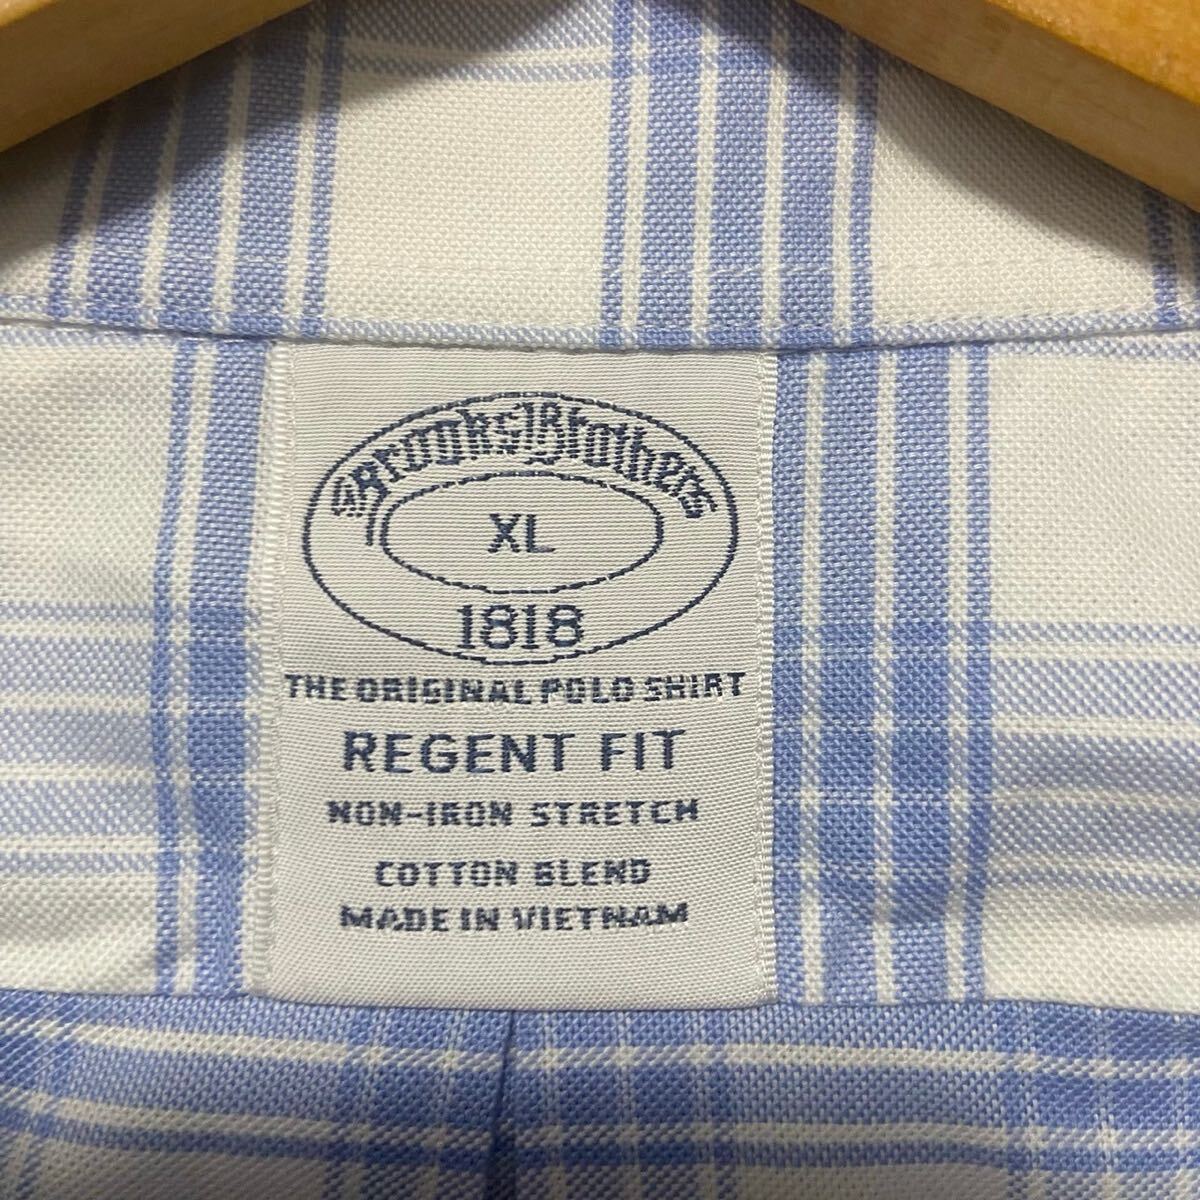 Brooks Brothers
XL
1818
THE ORIGINAL POLO SHIRT
REGENT FIT
NON-IRON STRETCH
COTTON BLEND
MADE IN VIETNAM